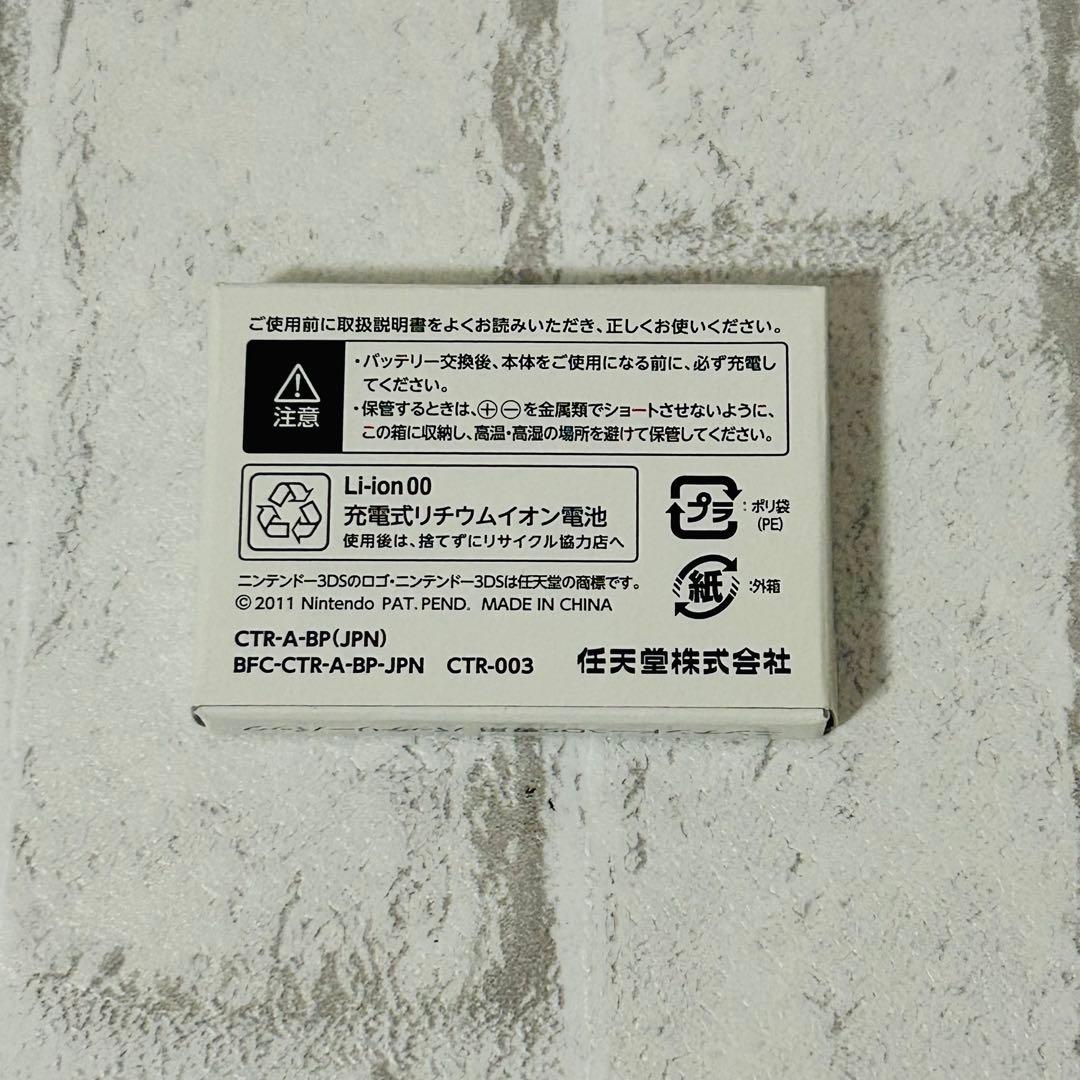 ご使用前に取扱説明書をよくお読みいただき、正しくお使いください。
注意
・バッテリー交換後、本体をご使用になる前に、必ず充電し
てください。
・保管するときは、⊕⊖を金属類でショートさせないように、
この箱に収納し、高温・高湿の場所を避けて保管してください。
Li-ion 00
充電式リチウムイオン電池
使用後は、捨てずにリサイクル協力店へ
プラ:ポリ袋
(PE)
紙:外箱
ニンテンドー3DSのロゴ・ニンテンドー3DSは任天堂の商標です。
© 2011 Nintendo PAT. PEND. MADE IN CHINA
CTR-A-BP(JPN)
BFC-CTR-A-BP-JPN CTR-003
任天堂株式会社